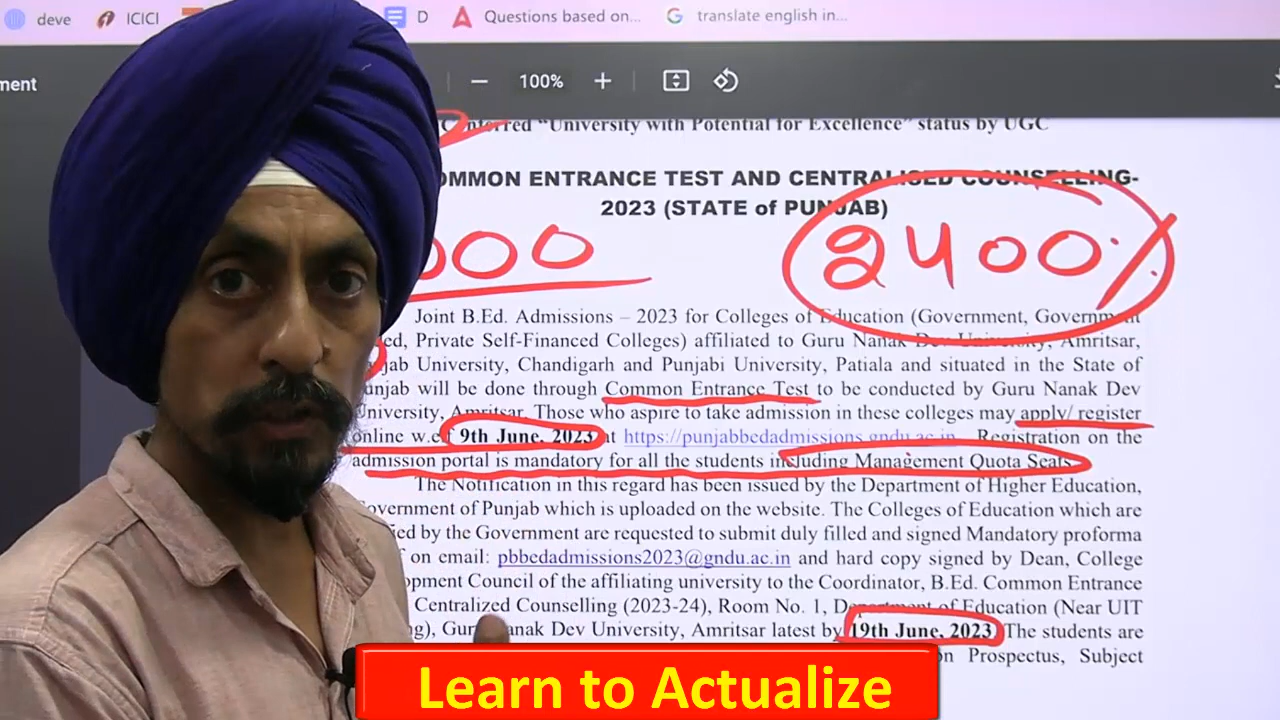 deve ICICI D Questions based on... translate english in...
ment 100%
"University with Potential for Excellence" status by UGC
OMMON ENTRANCE TEST AND CENTRALISED COUNSELLING-
2023 (STATE of PUNJAB)
000 2400
Joint B.Ed. Admissions – 2023 for Colleges of Education (Government, Government
ed, Private Self-Financed Colleges) affiliated to Guru Nanak Dev University, Amritsar,
jab University, Chandigarh and Punjabi University, Patiala and situated in the State of
unjab will be done through Common Entrance Test to be conducted by Guru Nanak Dev
University, Amritsar. Those who aspire to take admission in these colleges may apply/ register
online w.e.f 9th June, 2023 at https://punjabbedadmissions.gndu.ac.in Registration on the
admission portal is mandatory for all the students including Management Quota Seats
The Notification in this regard has been issued by the Department of Higher Education,
overnment of Punjab which is uploaded on the website. The Colleges of Education which are
ied by the Government are requested to submit duly filled and signed Mandatory proforma
f on email: pbbedadmissions2023@gndu.ac.in and hard copy signed by Dean, College
opment Council of the affiliating university to the Coordinator, B.Ed. Common Entrance
Centralized Counselling (2023-24), Room No. 1, Department of Education (Near UIT
ng), Guru Nanak Dev University, Amritsar latest by 19th June, 2023 The students are
on Prospectus, Subject
Learn to Actualize